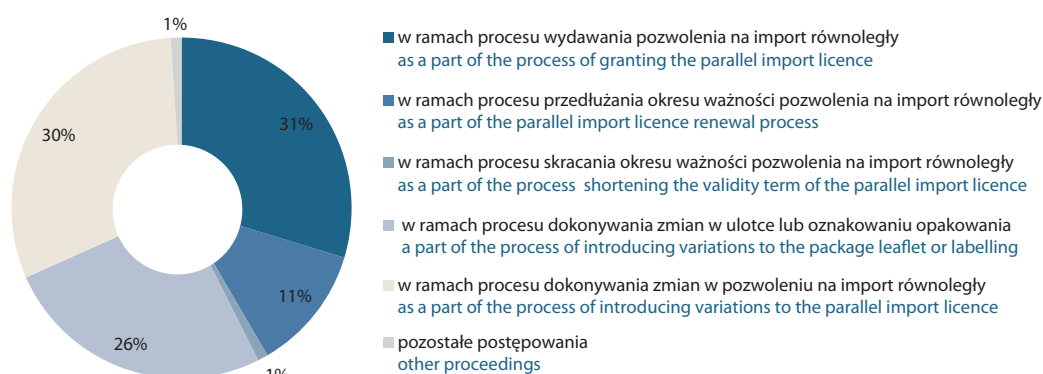 1%
31%
30%
11%
26%
1%
w ramach procesu wydawania pozwolenia na import równoległy
as a part of the process of granting the parallel import licence
w ramach procesu przedłużania okresu ważności pozwolenia na import równoległy
as a part of the parallel import licence renewal process
w ramach procesu skracania okresu ważności pozwolenia na import równoległy
as a part of the process shortening the validity term of the parallel import licence
w ramach procesu dokonywania zmian w ulotce lub oznakowaniu opakowania
a part of the process of introducing variations to the package leaflet or labelling
w ramach procesu dokonywania zmian w pozwoleniu na import równoległy
as a part of the process of introducing variations to the parallel import licence
pozostałe postępowania
other proceedings